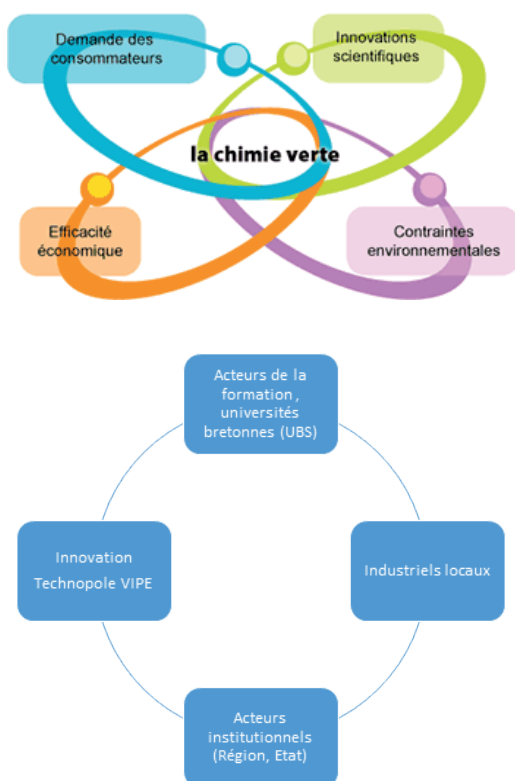 Demande des
consommateurs
Innovations
scientifiques
la chimie verte
Efficacité
économique
Contraintes
environnementales
Acteurs de la
formation,
universités
bretonnes (UBS)
Innovation
Technopole VIPE
Industriels locaux
Acteurs
institutionnels
(Région, Etat)